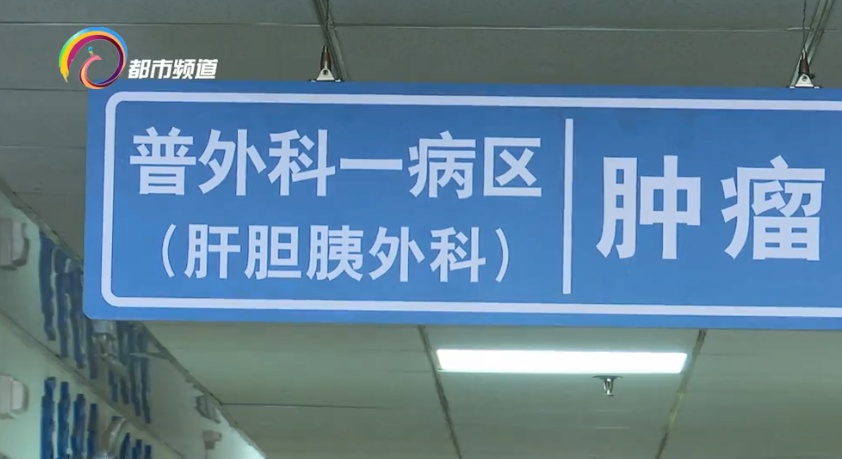 都市频道
普外科一病区
（肝胆胰外科）
肿瘤